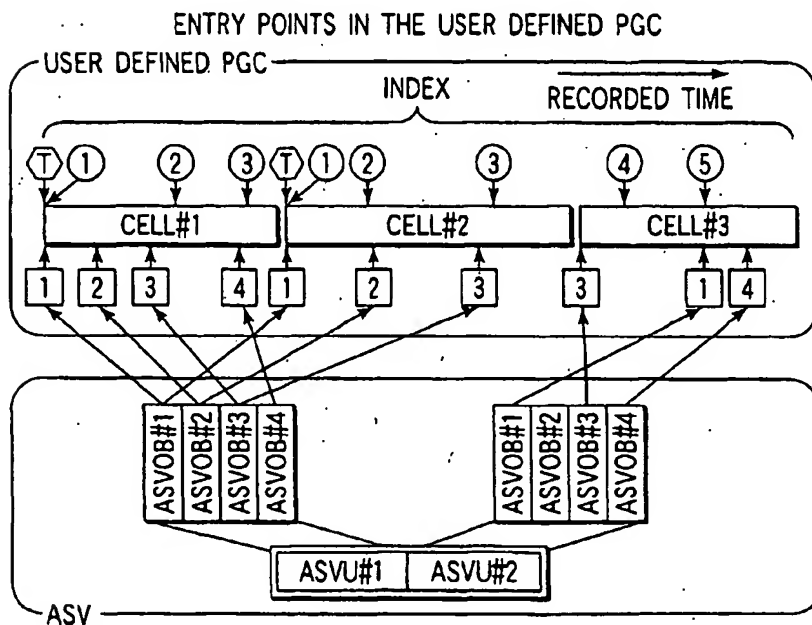 ENTRY POINTS IN THE USER DEFINED PGC
USER DEFINED PGC
INDEX
RECORDED TIME
T 1 2 3 T 1 2 3 4 5
CELL#1 CELL#2 CELL#3
1 2 3 4 1 2 3 3 1 4
ASVOB#1 ASVOB#2 ASVOB#3 ASVOB#4 ASVOB#1 ASVOB#2 ASVOB#3 ASVOB#4
ASVU#1 ASVU#2
ASV